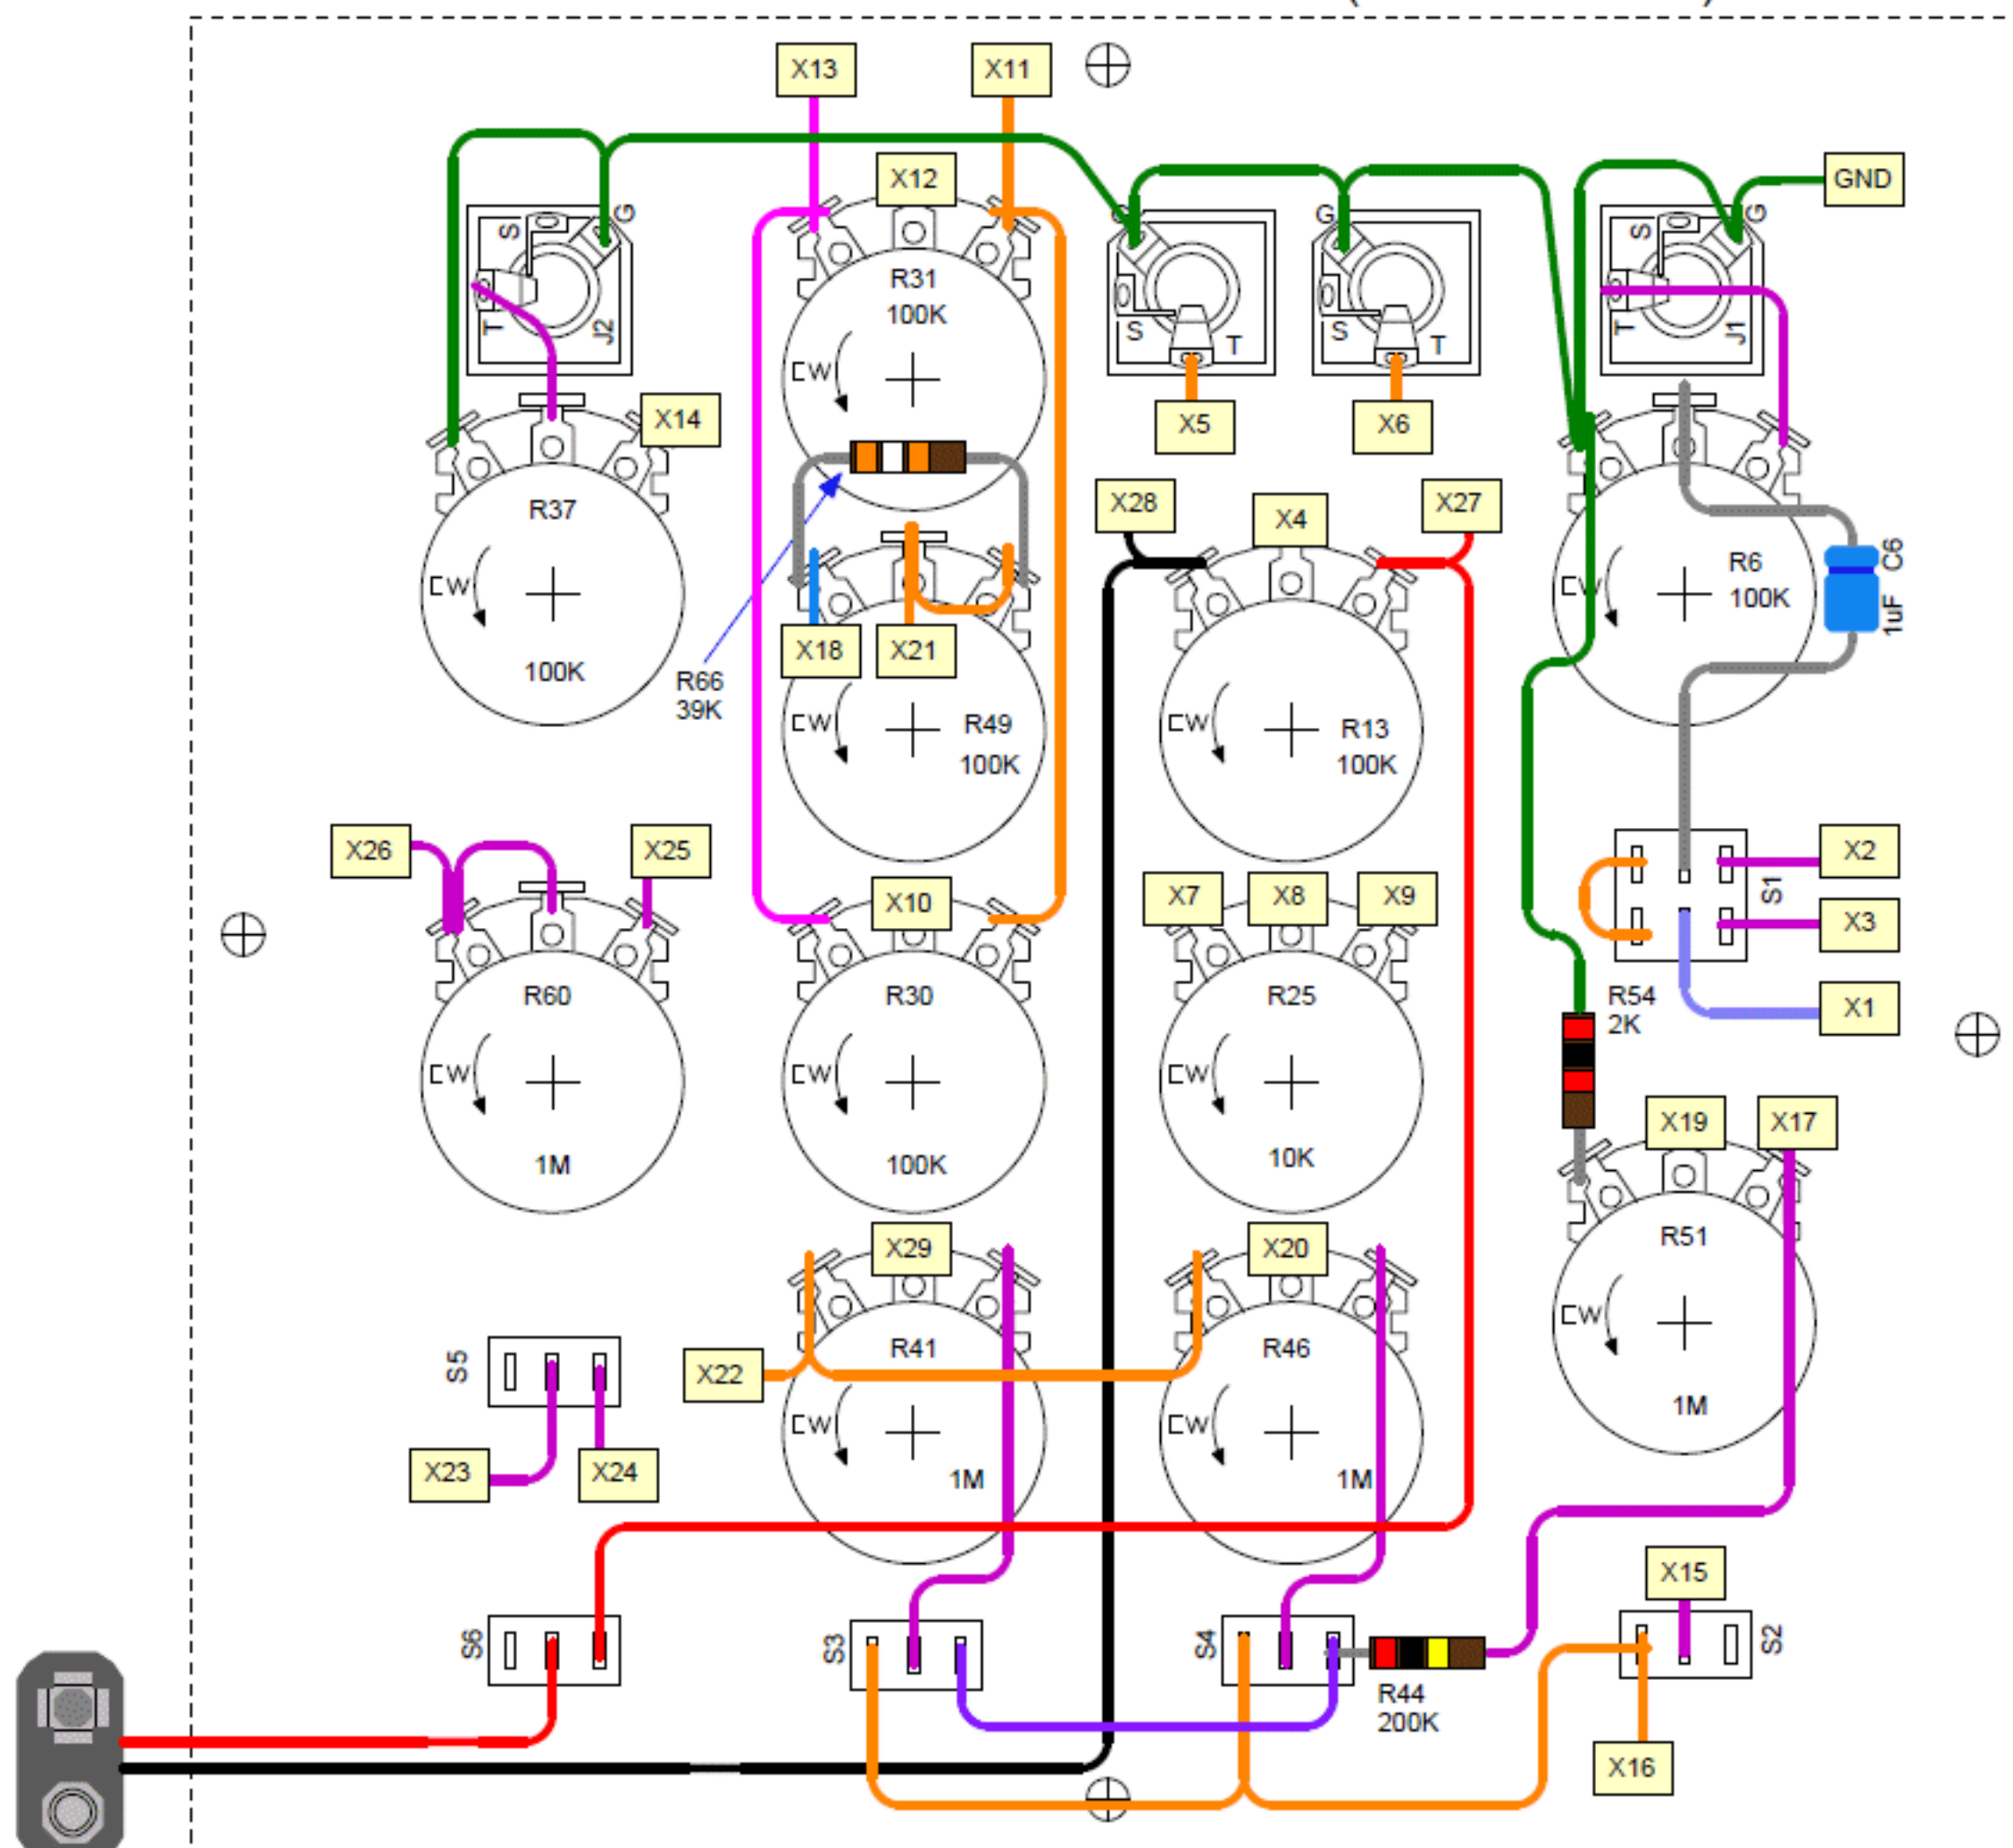 X13
X11
X12
GND
S
G
T
J2
R31
100K
CW
G
S
T
X5
G
S
T
X6
S
G
T
J1
X14
R37
CW
100K
X28
X4
X27
R6
100K
CW
C6
1uF
X18
X21
R66
39K
CW
R49
100K
CW
R13
100K
X26
X25
X10
X7
X8
X9
X2
S1
X3
X1
R60
CW
1M
R30
CW
100K
R25
CW
10K
R54
2K
X19
X17
R51
CW
1M
X29
X20
S5
X22
R41
CW
1M
R46
CW
1M
X23
X24
X15
S6
S3
S4
S2
R44
200K
X16